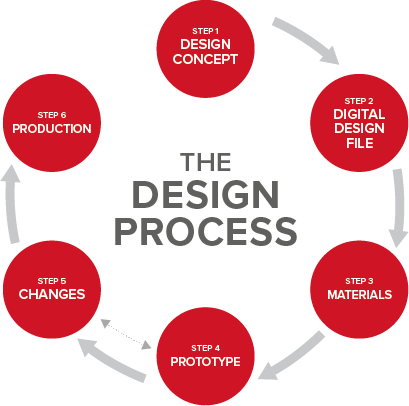 STEP 1
DESIGN
CONCEPT
STEP 2
DIGITAL
DESIGN
FILE
STEP 3
MATERIALS
STEP 4
PROTOTYPE
STEP 5
CHANGES
STEP 6
PRODUCTION
THE
DESIGN
PROCESS